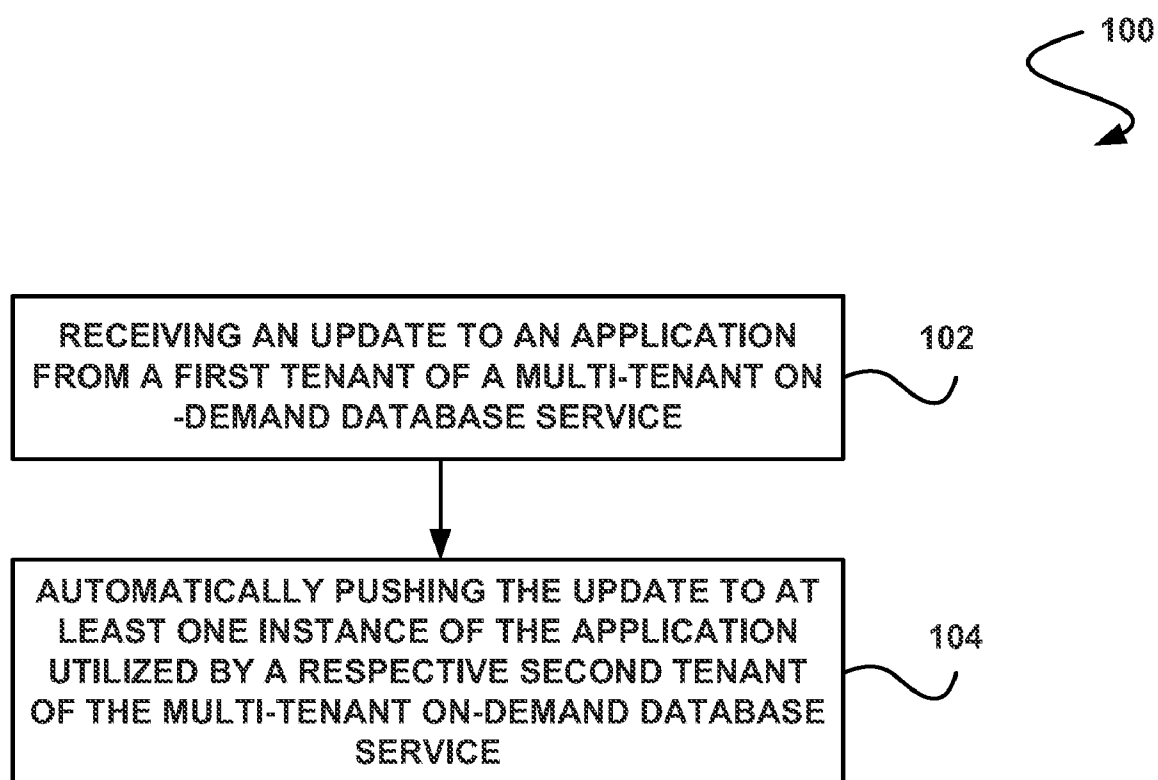 100
RECEIVING AN UPDATE TO AN APPLICATION
FROM A FIRST TENANT OF A MULTI-TENANT ON
-DEMAND DATABASE SERVICE
102
AUTOMATICALLY PUSHING THE UPDATE TO AT
LEAST ONE INSTANCE OF THE APPLICATION
UTILIZED BY A RESPECTIVE SECOND TENANT
OF THE MULTI-TENANT ON-DEMAND DATABASE
SERVICE
104